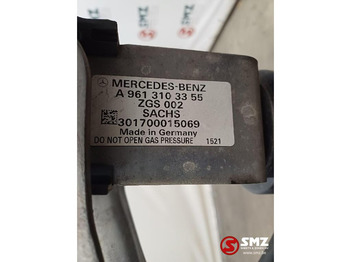 SMZ
MERCEDES-BENZ
A 961 310 33 55
ZGS 002
SACHS
301700015069
Made in Germany
DO NOT OPEN GAS PRESSURE 1521
SMZ